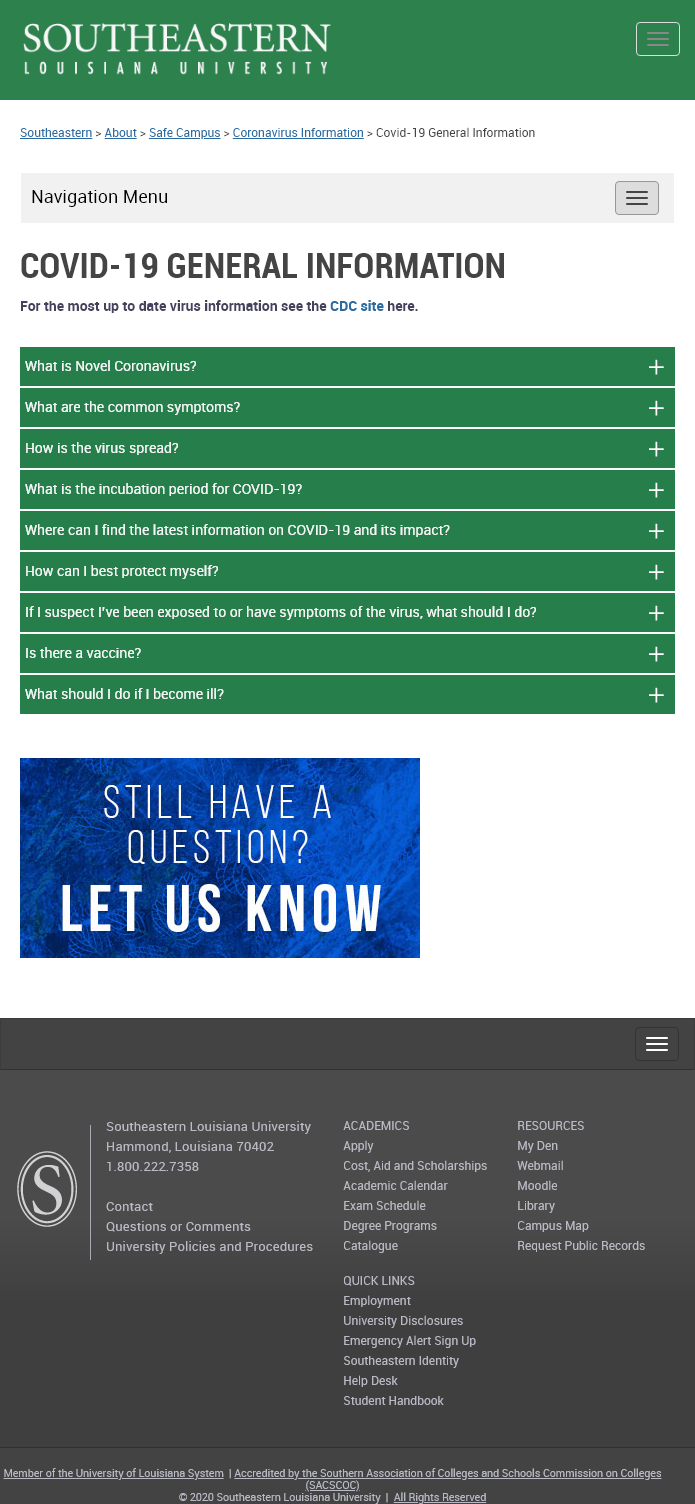 SOUTHEASTERN
LOUISIANA UNIVERSITY
Southeastern > About > Safe Campus > Coronavirus Information > Covid-19 General Information
Navigation Menu
COVID-19 GENERAL INFORMATION
For the most up to date virus information see the CDC site here.
What is Novel Coronavirus?
What are the common symptoms?
How is the virus spread?
What is the incubation period for COVID-19?
Where can I find the latest information on COVID-19 and its impact?
How can I best protect myself?
If I suspect I've been exposed to or have symptoms of the virus, what should I do?
Is there a vaccine?
What should I do if I become ill?
STILL HAVE A
QUESTION?
LET US KNOW
S
Southeastern Louisiana University
Hammond, Louisiana 70402
1.800.222.7358
Contact
Questions or Comments
University Policies and Procedures
ACADEMICS
Apply
Cost, Aid and Scholarships
Academic Calendar
Exam Schedule
Degree Programs
Catalogue
QUICK LINKS
Employment
University Disclosures
Emergency Alert Sign Up
Southeastern Identity
Help Desk
Student Handbook
RESOURCES
My Den
Webmail
Moodle
Library
Campus Map
Request Public Records
Member of the University of Louisiana System | Accredited by the Southern Association of Colleges and Schools Commission on Colleges
(SACSCOC)
© 2020 Southeastern Louisiana University | All Rights Reserved